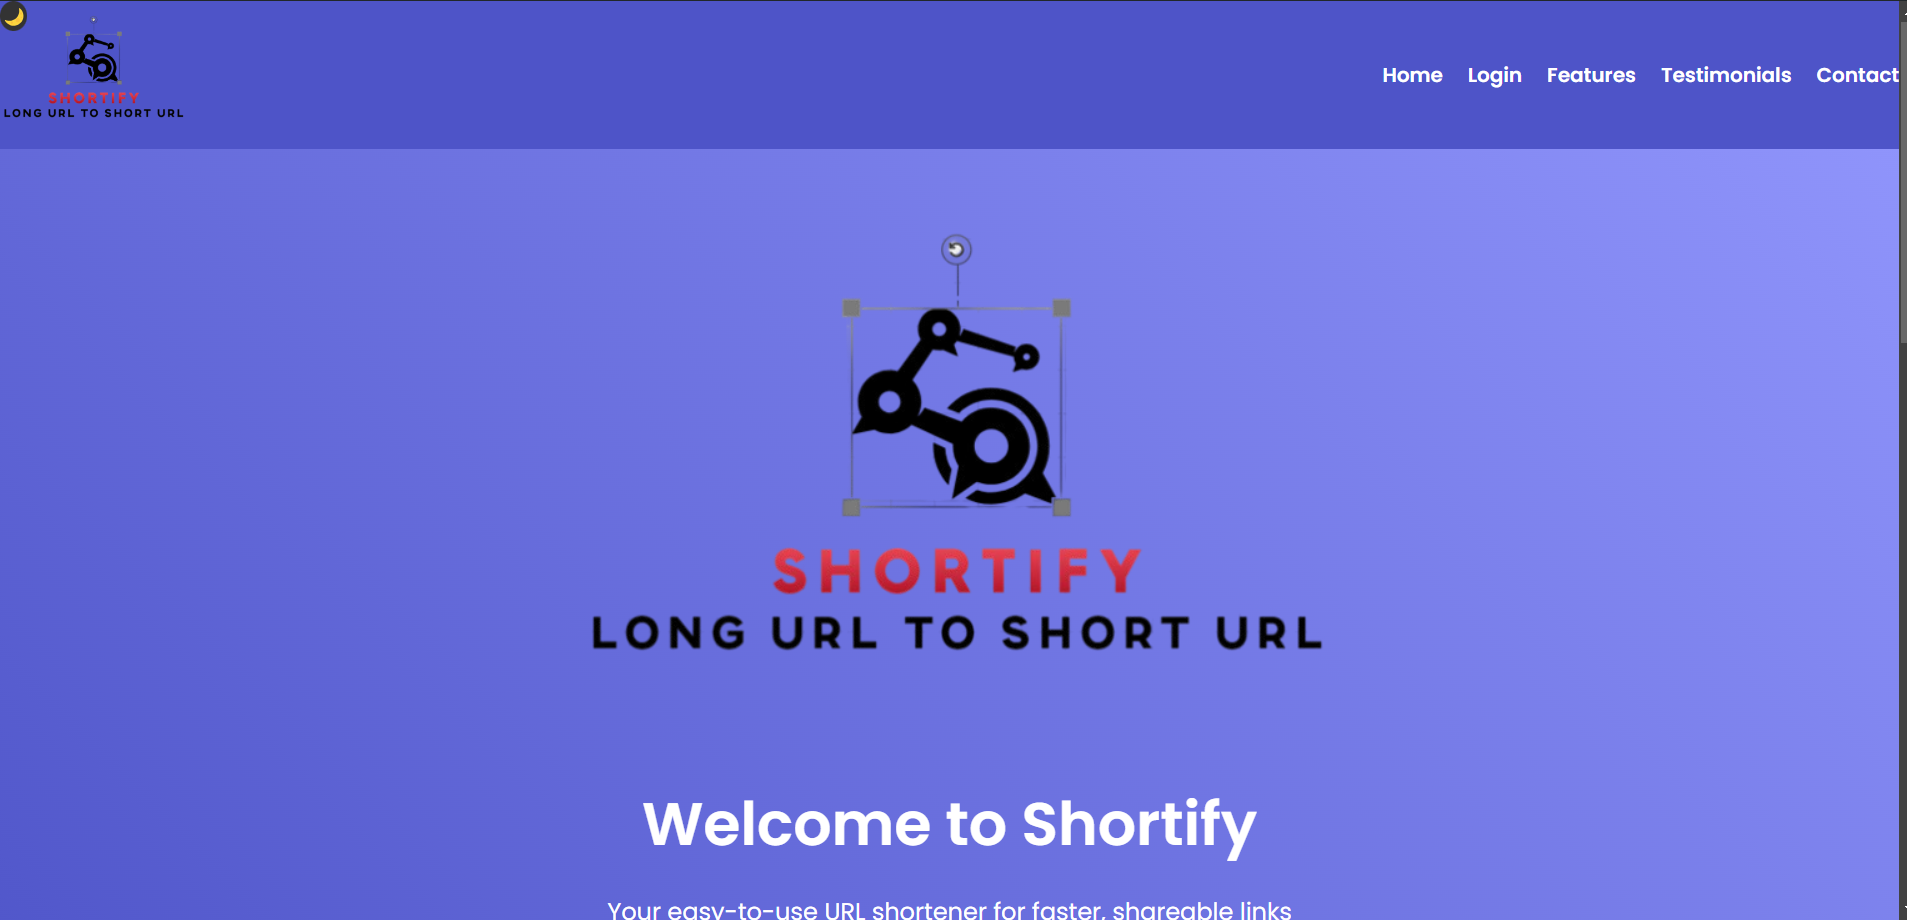 SHORTIFY
LONG URL TO SHORT URL
Home Login Features Testimonials Contact
SHORTIFY
LONG URL TO SHORT URL
Welcome to Shortify
Your easy-to-use URL shortener for faster, shareable links